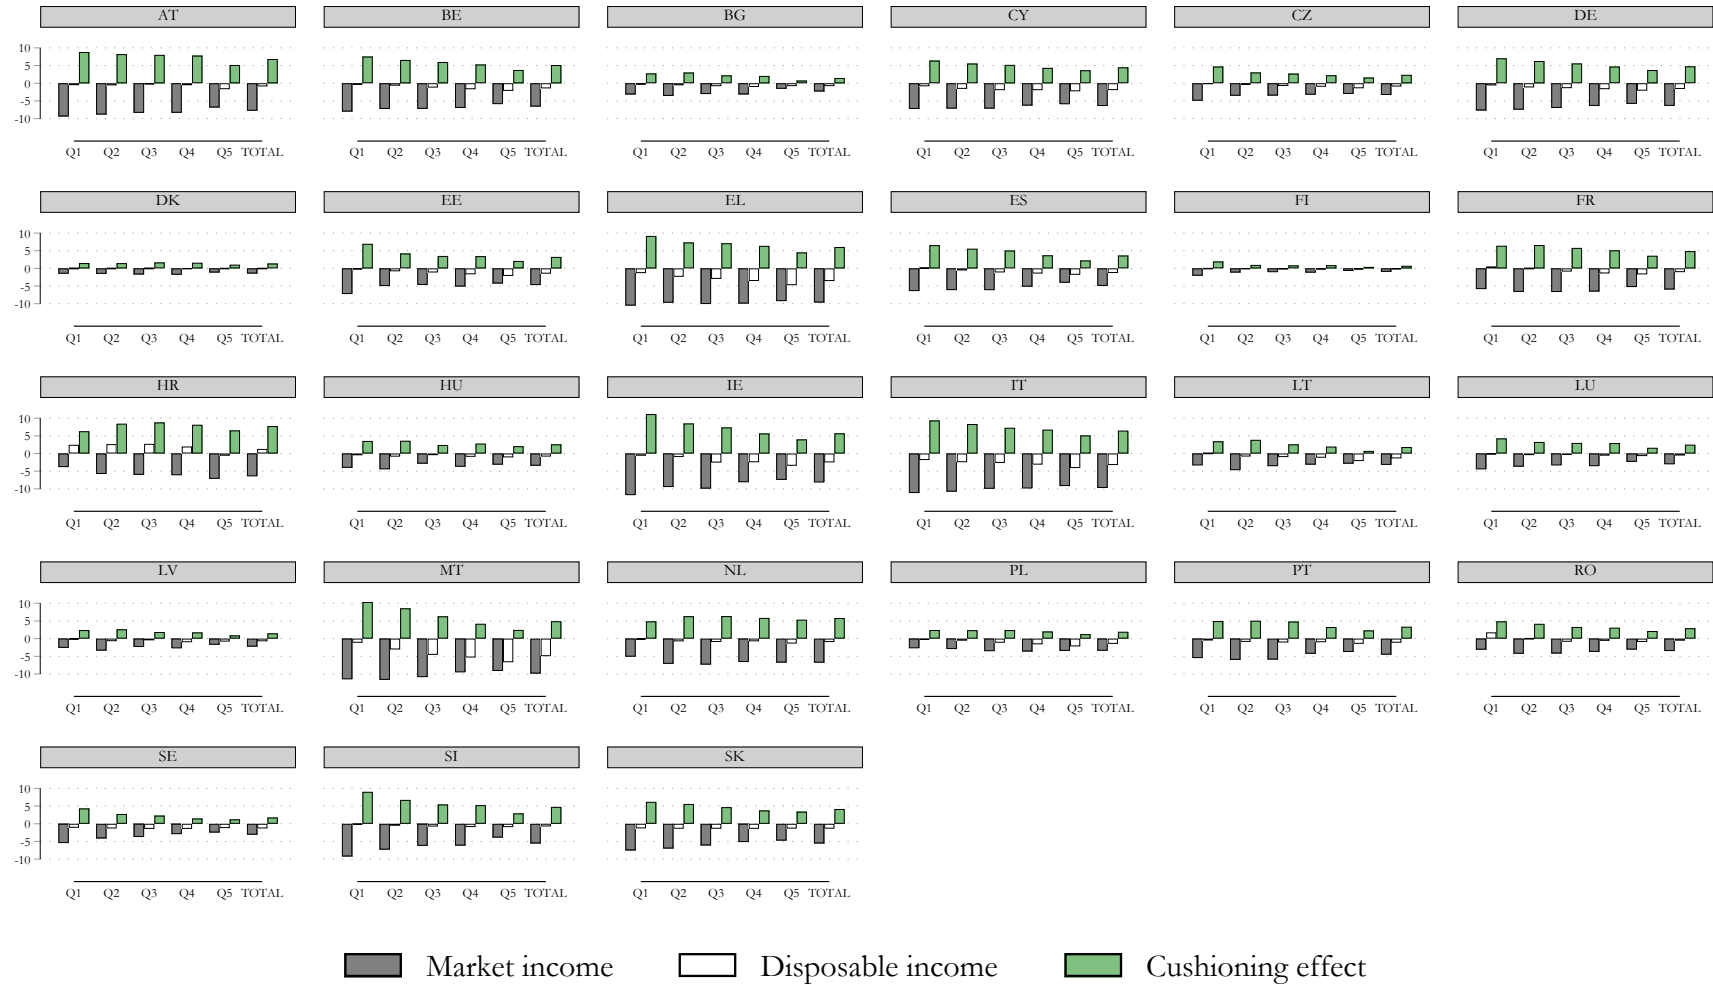 AT BE BG CY CZ DE
10
5
0
-5
-10
Q1 Q2 Q3 Q4 Q5 TOTAL Q1 Q2 Q3 Q4 Q5 TOTAL Q1 Q2 Q3 Q4 Q5 TOTAL Q1 Q2 Q3 Q4 Q5 TOTAL Q1 Q2 Q3 Q4 Q5 TOTAL Q1 Q2 Q3 Q4 Q5 TOTAL
DK EE EL ES FI FR
10
5
0
-5
-10
Q1 Q2 Q3 Q4 Q5 TOTAL Q1 Q2 Q3 Q4 Q5 TOTAL Q1 Q2 Q3 Q4 Q5 TOTAL Q1 Q2 Q3 Q4 Q5 TOTAL Q1 Q2 Q3 Q4 Q5 TOTAL Q1 Q2 Q3 Q4 Q5 TOTAL
HR HU IE IT LT LU
10
5
0
-5
-10
Q1 Q2 Q3 Q4 Q5 TOTAL Q1 Q2 Q3 Q4 Q5 TOTAL Q1 Q2 Q3 Q4 Q5 TOTAL Q1 Q2 Q3 Q4 Q5 TOTAL Q1 Q2 Q3 Q4 Q5 TOTAL Q1 Q2 Q3 Q4 Q5 TOTAL
LV MT NL PL PT RO
10
5
0
-5
-10
Q1 Q2 Q3 Q4 Q5 TOTAL Q1 Q2 Q3 Q4 Q5 TOTAL Q1 Q2 Q3 Q4 Q5 TOTAL Q1 Q2 Q3 Q4 Q5 TOTAL Q1 Q2 Q3 Q4 Q5 TOTAL Q1 Q2 Q3 Q4 Q5 TOTAL
SE SI SK
10
5
0
-5
-10
Q1 Q2 Q3 Q4 Q5 TOTAL Q1 Q2 Q3 Q4 Q5 TOTAL Q1 Q2 Q3 Q4 Q5 TOTAL
Market income Disposable income Cushioning effect